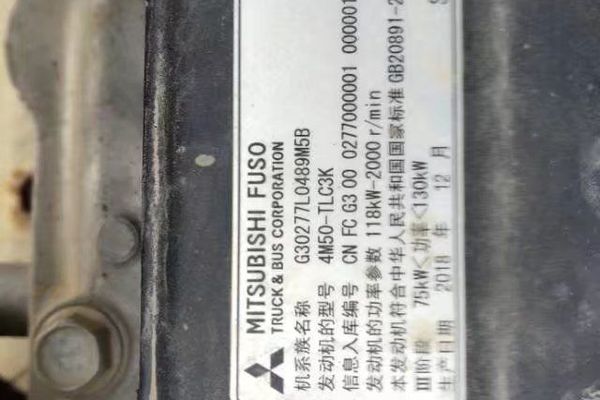 MITSUBISHI FUSO
TRUCK & BUS CORPORATION
机系族名称 G30277L0489M5B
发动机的型号 4M50-TLC3K
信息入库编号 CN FC G3 00 0277000001 000001
发动机的功率参数 118kW-2000r/min
本发动机符合中华人民共和国国家标准 GB20891-2
III阶段 75kW<功率<130kW
生产日期 2018 年 12 月